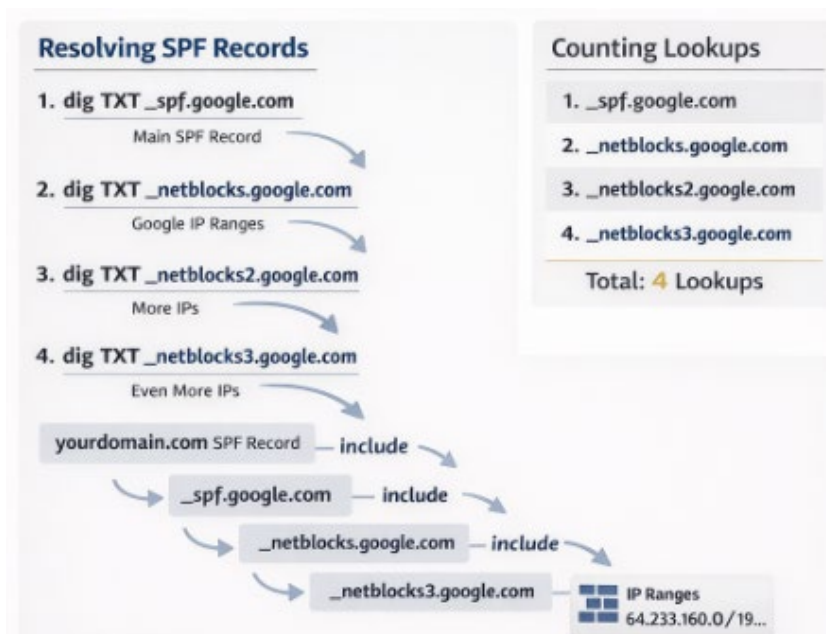 Resolving SPF Records
1. dig TXT _spf.google.com
Main SPF Record
2. dig TXT _netblocks.google.com
Google IP Ranges
3. dig TXT _netblocks2.google.com
More IPs
4. dig TXT _netblocks3.google.com
Even More IPs
yourdomain.com SPF Record include
_spf.google.com include
_netblocks.google.com include
_netblocks3.google.com
IP Ranges
64.233.160.0/19...
Counting Lookups
1. _spf.google.com
2. _netblocks.google.com
3. _netblocks2.google.com
4. _netblocks3.google.com
Total: 4 Lookups